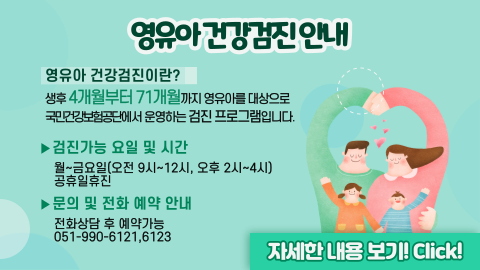 영유아 건강검진 안내
영유아 건강검진이란?
생후 4개월부터 71개월까지 영유아를 대상으로
국민건강보험공단에서 운영하는 검진 프로그램입니다.
▶검진가능 요일 및 시간
월~금요일(오전 9시~12시, 오후 2시~4시)
공휴일휴진
▶문의 및 전화 예약 안내
전화상담 후 예약가능
051-990-6121,6123
자세한 내용 보기! Click!